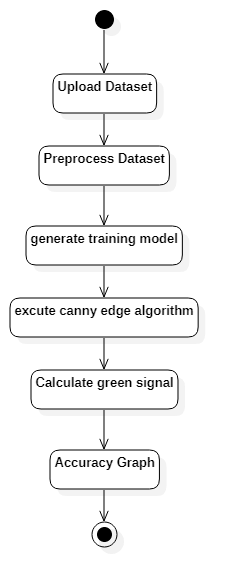 Upload Dataset
Preprocess Dataset
generate training model
excute canny edge algorithm
Calculate green signal
Accuracy Graph